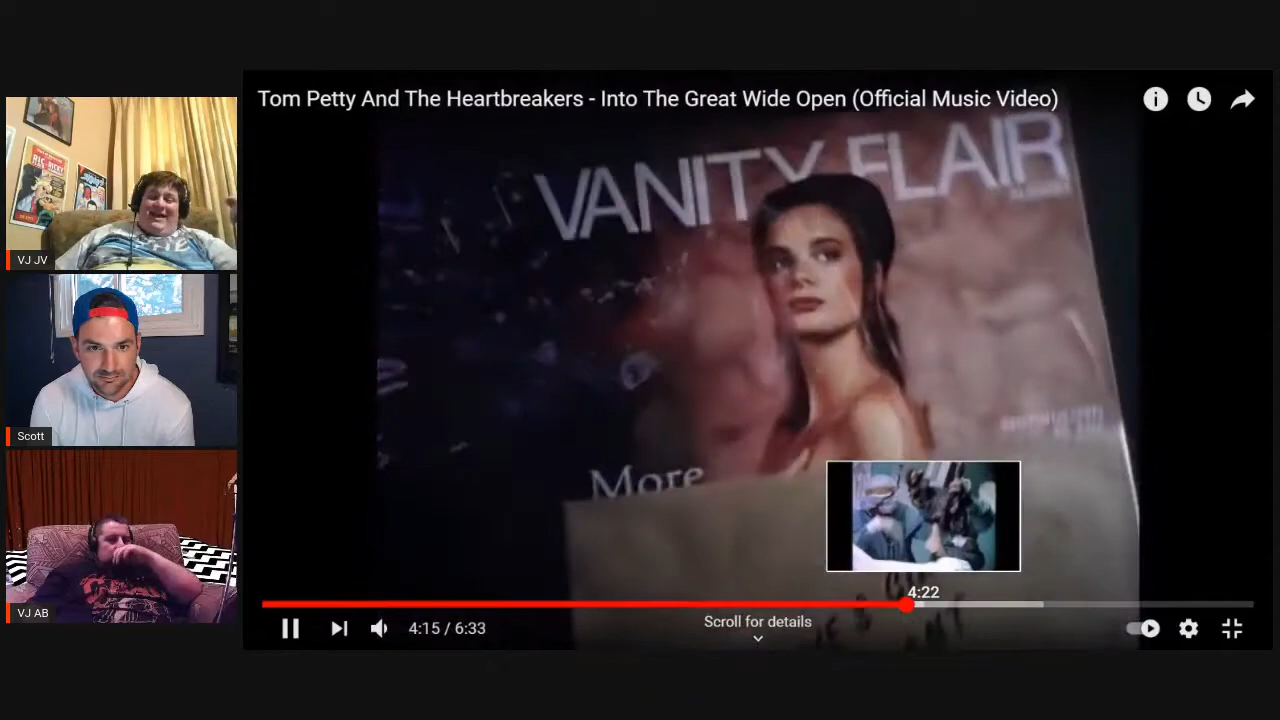 Tom Petty And The Heartbreakers - Into The Great Wide Open (Official Music Video)
VANITY FLAIR
More
VJ JV
Scott
VJ AB
4:22
4:15 / 6:33
Scroll for details